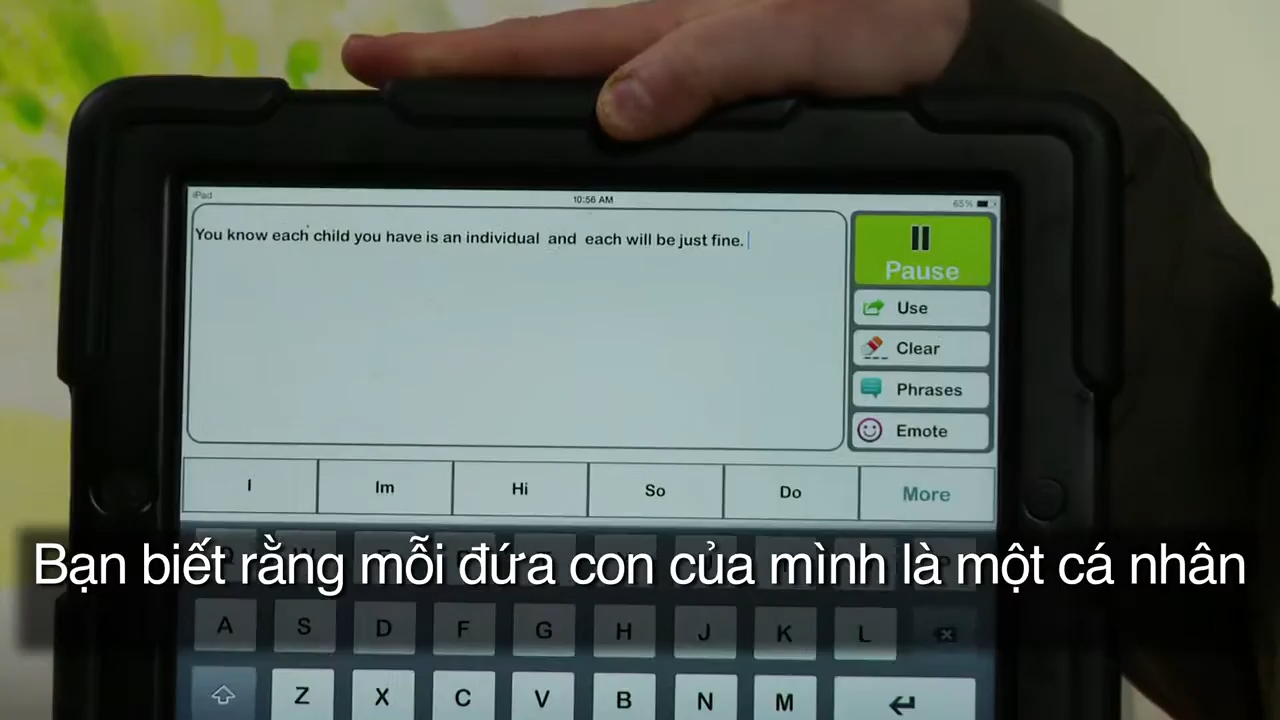 iPad 10:56 AM 65%
You know each child you have is an individual and each will be just fine.
Pause
Use
Clear
Phrases
Emote
I Im Hi So Do More
Bạn biết rằng mỗi đứa con của mình là một cá nhân
A S D F G H J K L
Z X C V B N M